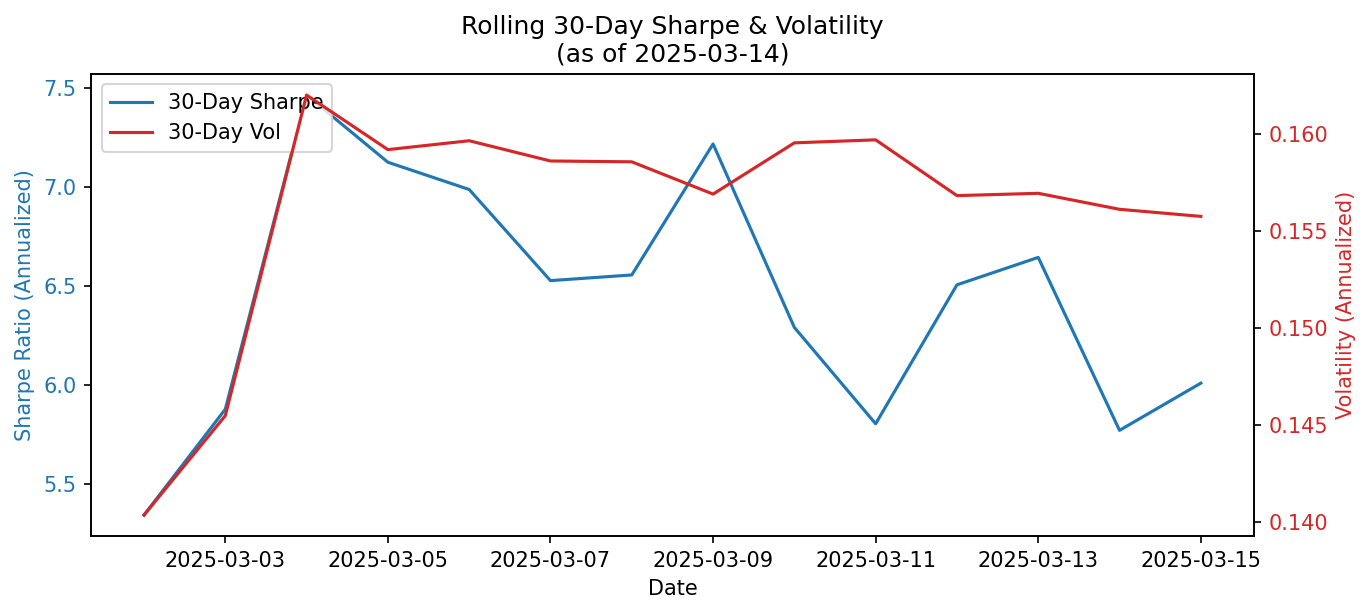 Rolling 30-Day Sharpe & Volatility
(as of 2025-03-14)
30-Day Sharpe
30-Day Vol
Sharpe Ratio (Annualized)
7.5
7.0
6.5
6.0
5.5
0.160
0.155
0.150
0.145
0.140
Volatility (Annualized)
2025-03-03 2025-03-05 2025-03-07 2025-03-09 2025-03-11 2025-03-13 2025-03-15
Date